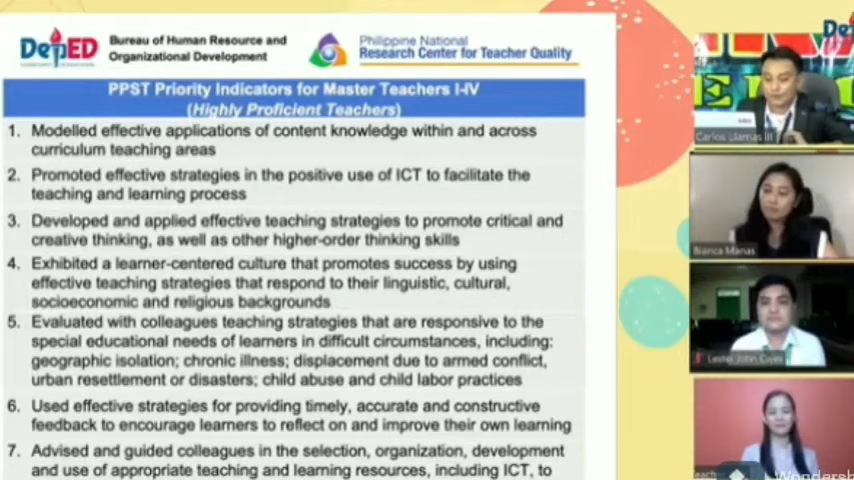 DepED
Bureau of Human Resource and
Organizational Development
Philippine National
Research Center for Teacher Quality
PPST Priority Indicators for Master Teachers I-IV
(Highly Proficient Teachers)
1. Modelled effective applications of content knowledge within and across
curriculum teaching areas
2. Promoted effective strategies in the positive use of ICT to facilitate the
teaching and learning process
3. Developed and applied effective teaching strategies to promote critical and
creative thinking, as well as other higher-order thinking skills
4. Exhibited a learner-centered culture that promotes success by using
effective teaching strategies that respond to their linguistic, cultural,
socioeconomic and religious backgrounds
5. Evaluated with colleagues teaching strategies that are responsive to the
special educational needs of learners in difficult circumstances, including:
geographic isolation; chronic illness; displacement due to armed conflict,
urban resettlement or disasters; child abuse and child labor practices
6. Used effective strategies for providing timely, accurate and constructive
feedback to encourage learners to reflect on and improve their own learning
7. Advised and guided colleagues in the selection, organization, development
and use of appropriate teaching and learning resources, including ICT, to
DepE
Carlos Llamas III
Bianca Manas
Lester John
Wondersh